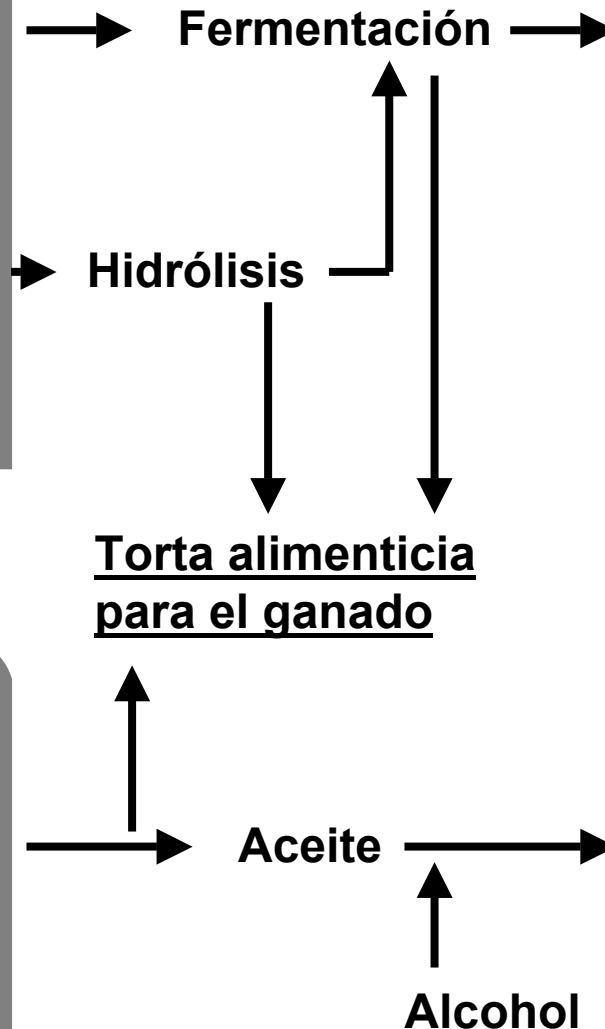 Fermentación
Hidrólisis
Torta alimenticia
para el ganado
Aceite
Alcohol